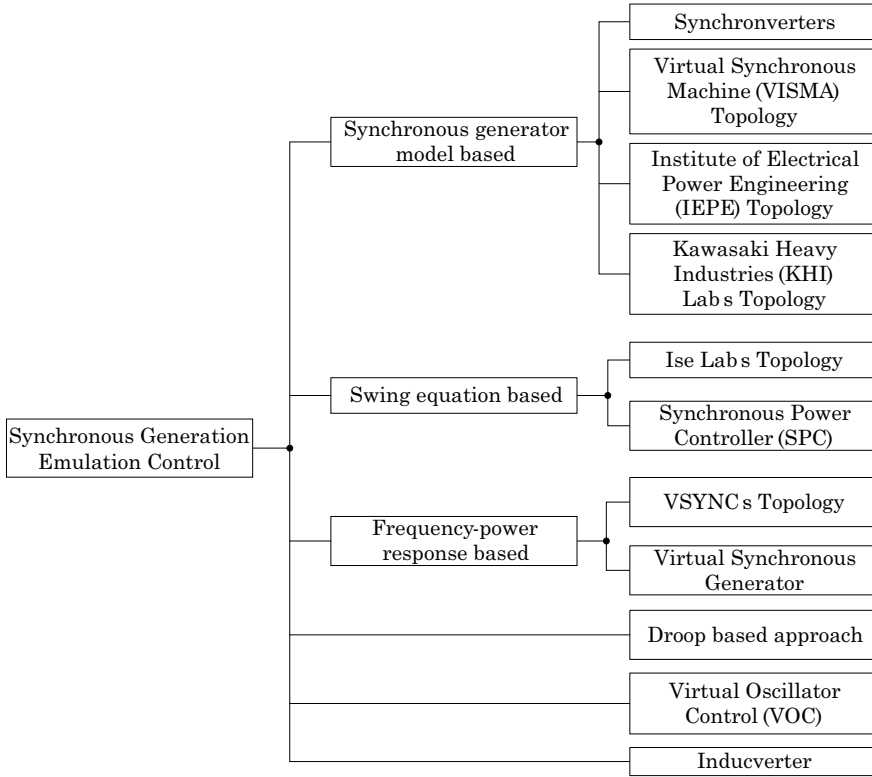 Synchronous Generation
Emulation Control
Synchronous generator
model based
Synchronverters
Virtual Synchronous
Machine (VISMA)
Topology
Institute of Electrical
Power Engineering
(IEPE) Topology
Kawasaki Heavy
Industries (KHI)
Lab s Topology
Swing equation based
Ise Lab s Topology
Synchronous Power
Controller (SPC)
Frequency-power
response based
VSYNC s Topology
Virtual Synchronous
Generator
Droop based approach
Virtual Oscillator
Control (VOC)
Inducverter